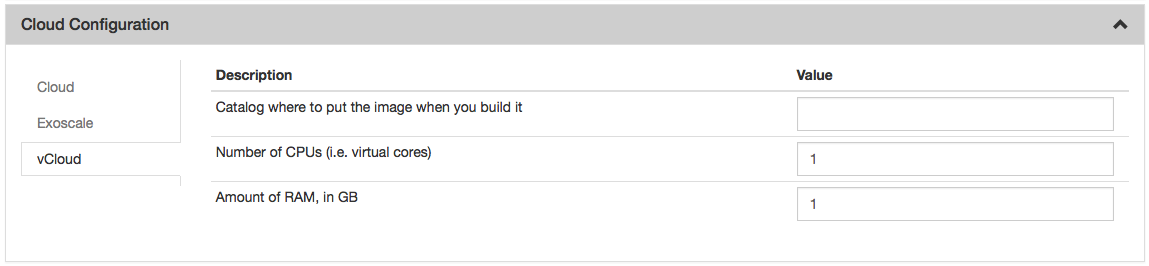 Cloud Configuration
Cloud
Exoscale
vCloud
Description Value
Catalog where to put the image when you build it
Number of CPUs (i.e. virtual cores) 1
Amount of RAM, in GB 1